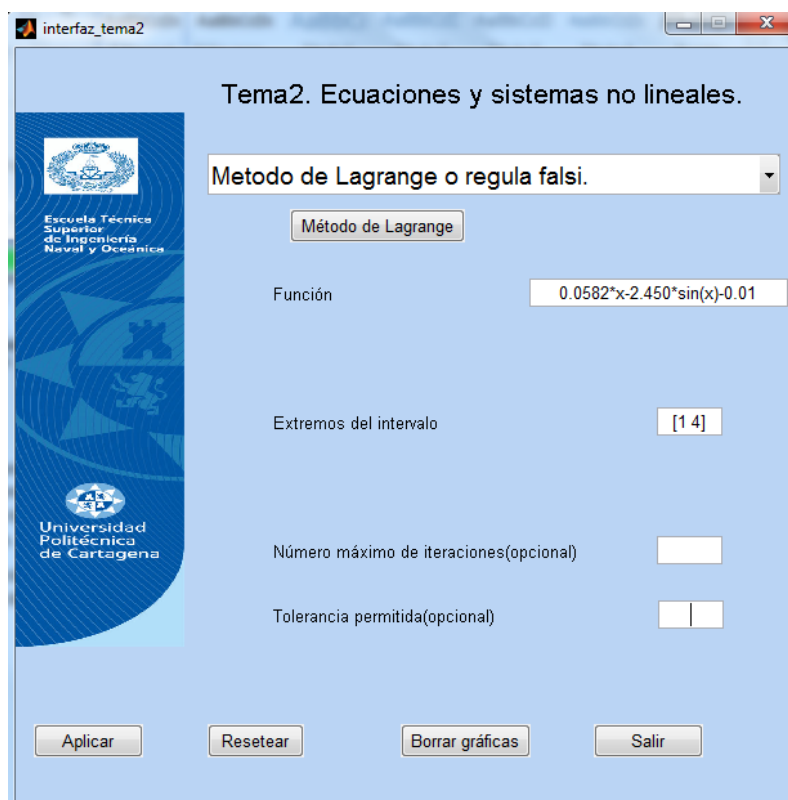 interfaz_tema2
Tema2. Ecuaciones y sistemas no lineales.
Metodo de Lagrange o regula falsi.
Escuela Técnica
Superior
de Ingeniería
Naval y Oceánica
Método de Lagrange
Función
0.0582*x-2.450*sin(x)-0.01
Extremos del intervalo
[1 4]
Universidad
Politécnica
de Cartagena
Número máximo de iteraciones(opcional)
Tolerancia permitida(opcional)
Aplicar
Resetear
Borrar gráficas
Salir